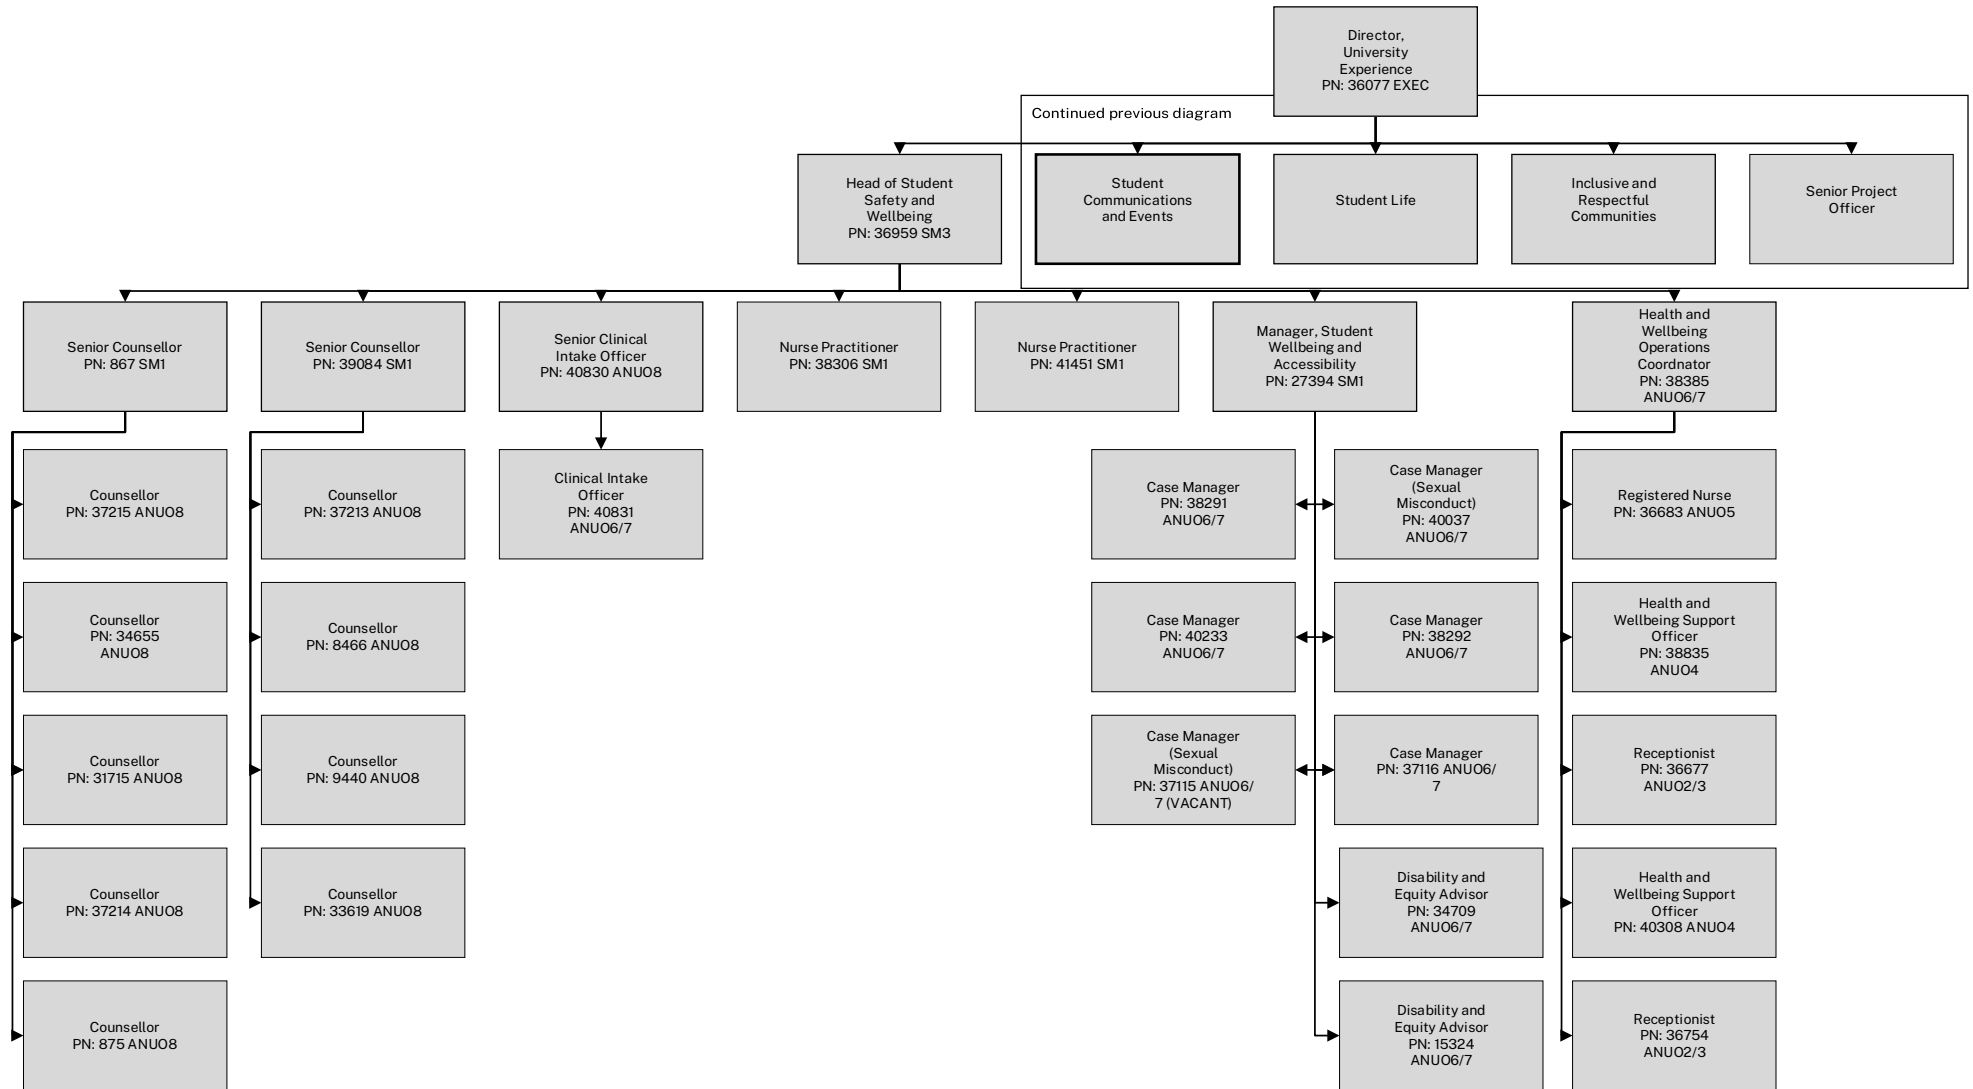 Director,
University
Experience
PN: 36077 EXEC
Continued previous diagram
Head of Student
Safety and
Wellbeing
PN: 36959 SM3
Student
Communications
and Events
Student Life
Inclusive and
Respectful
Communities
Senior Project
Officer
Senior Counsellor
PN: 867 SM1
Senior Counsellor
PN: 39084 SM1
Senior Clinical
Intake Officer
PN: 40830 ANUO8
Nurse Practitioner
PN: 38306 SM1
Nurse Practitioner
PN: 41451 SM1
Manager, Student
Wellbeing and
Accessibility
PN: 27394 SM1
Health and
Wellbeing
Operations
Coordnator
PN: 38385
ANUO6/7
Counsellor
PN: 37215 ANUO8
Counsellor
PN: 37213 ANUO8
Clinical Intake
Officer
PN: 40831
ANUO6/7
Case Manager
PN: 38291
ANUO6/7
Case Manager
(Sexual
Misconduct)
PN: 40037
ANUO6/7
Registered Nurse
PN: 36683 ANUO5
Counsellor
PN: 34655
ANUO8
Counsellor
PN: 8466 ANUO8
Case Manager
PN: 40233
ANUO6/7
Case Manager
PN: 38292
ANUO6/7
Health and
Wellbeing Support
Officer
PN: 38835
ANUO4
Counsellor
PN: 31715 ANUO8
Counsellor
PN: 9440 ANUO8
Case Manager
(Sexual
Misconduct)
PN: 37115 ANUO6/
7 (VACANT)
Case Manager
PN: 37116 ANUO6/
7
Receptionist
PN: 36677
ANUO2/3
Counsellor
PN: 37214 ANUO8
Counsellor
PN: 33619 ANUO8
Disability and
Equity Advisor
PN: 34709
ANUO6/7
Health and
Wellbeing Support
Officer
PN: 40308 ANUO4
Counsellor
PN: 875 ANUO8
Disability and
Equity Advisor
PN: 15324
ANUO6/7
Receptionist
PN: 36754
ANUO2/3